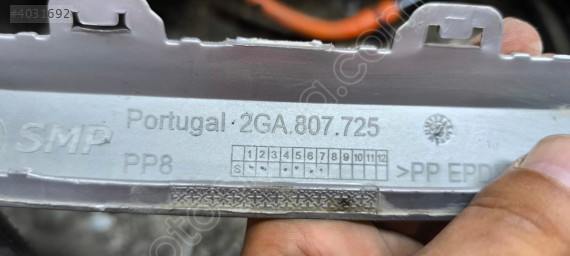 #4031692
SMP
Portugal · 2GA.807.725
PP8
1 2 3 4 5 6 7 8 9 10 11 12
S
>PP EPD